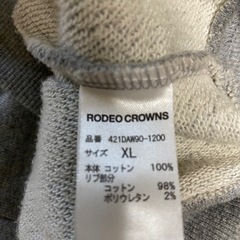 RODEO CROWNS
品番 421DAW90-1200
サイズ XL
本体 コットン 100%
リブ部分
コットン 98%
ポリウレタン 2%